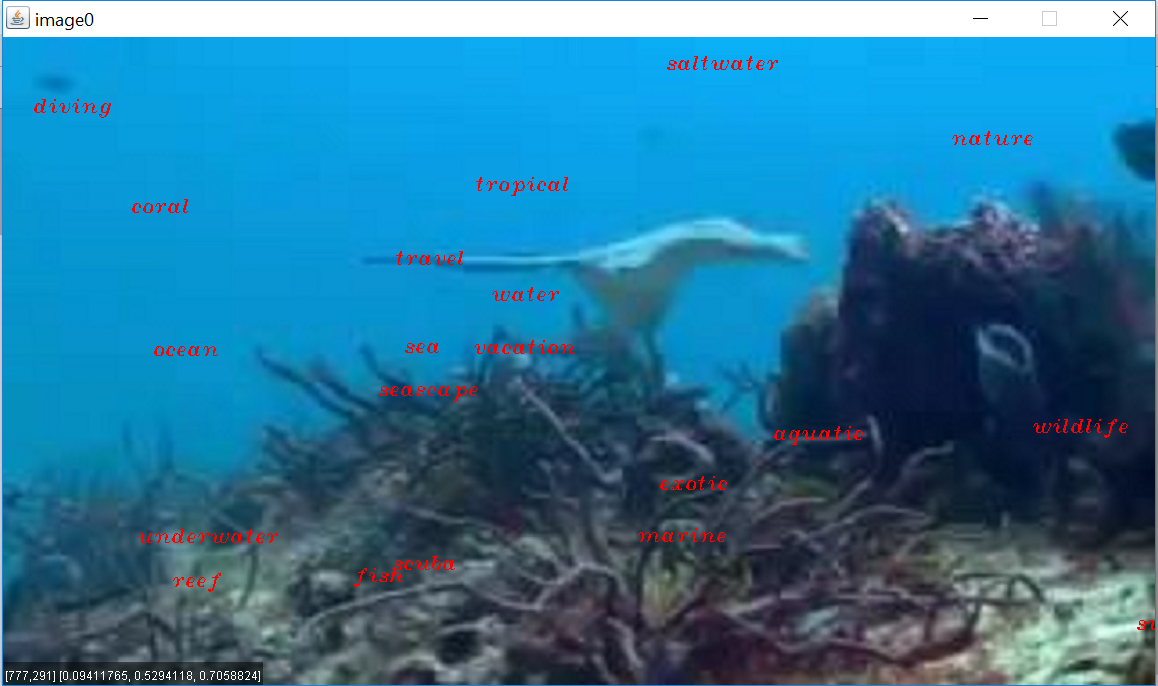 image0
saltwater
diving
nature
tropical
coral
travel
water
ocean
sea
vacation
seascape
wildlife
aquatic
exotic
marine
underwater
scuba
fish
reef
[777,291] [0.09411765, 0.5294118, 0.7058824]